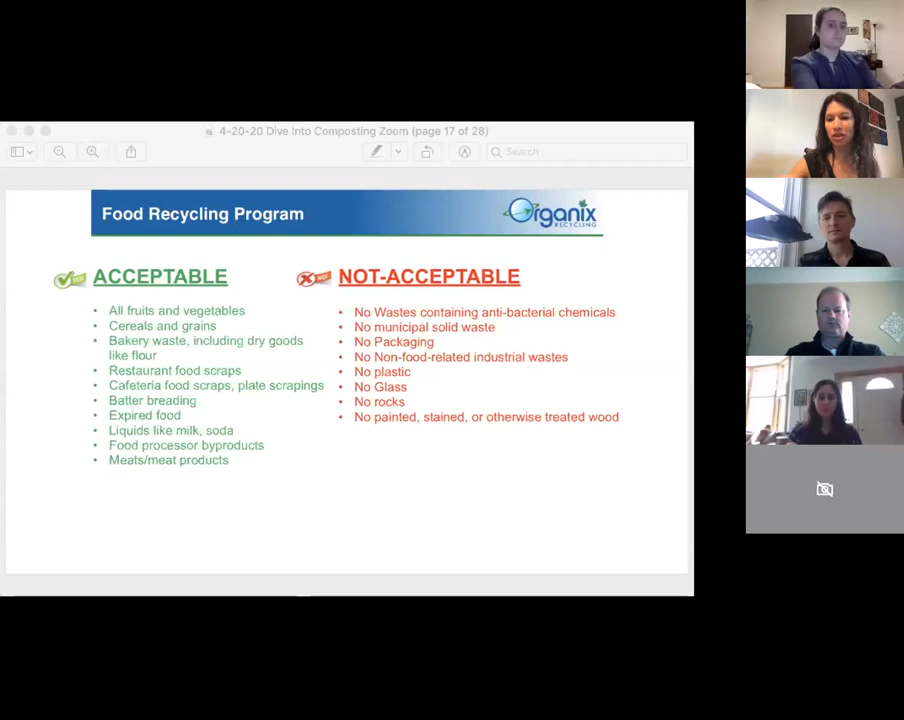 4-20-20 Dive Into Composting Zoom (page 17 of 28)
Search
Food Recycling Program
Organix
RECYCLING
ACCEPTABLE
All fruits and vegetables
Cereals and grains
Bakery waste, including dry goods
like flour
Restaurant food scraps
Cafeteria food scraps, plate scrapings
Batter breading
Expired food
Liquids like milk, soda
Food processor byproducts
Meats/meat products
NOT-ACCEPTABLE
No Wastes containing anti-bacterial chemicals
No municipal solid waste
No Packaging
No Non-food-related industrial wastes
No plastic
No Glass
No rocks
No painted, stained, or otherwise treated wood